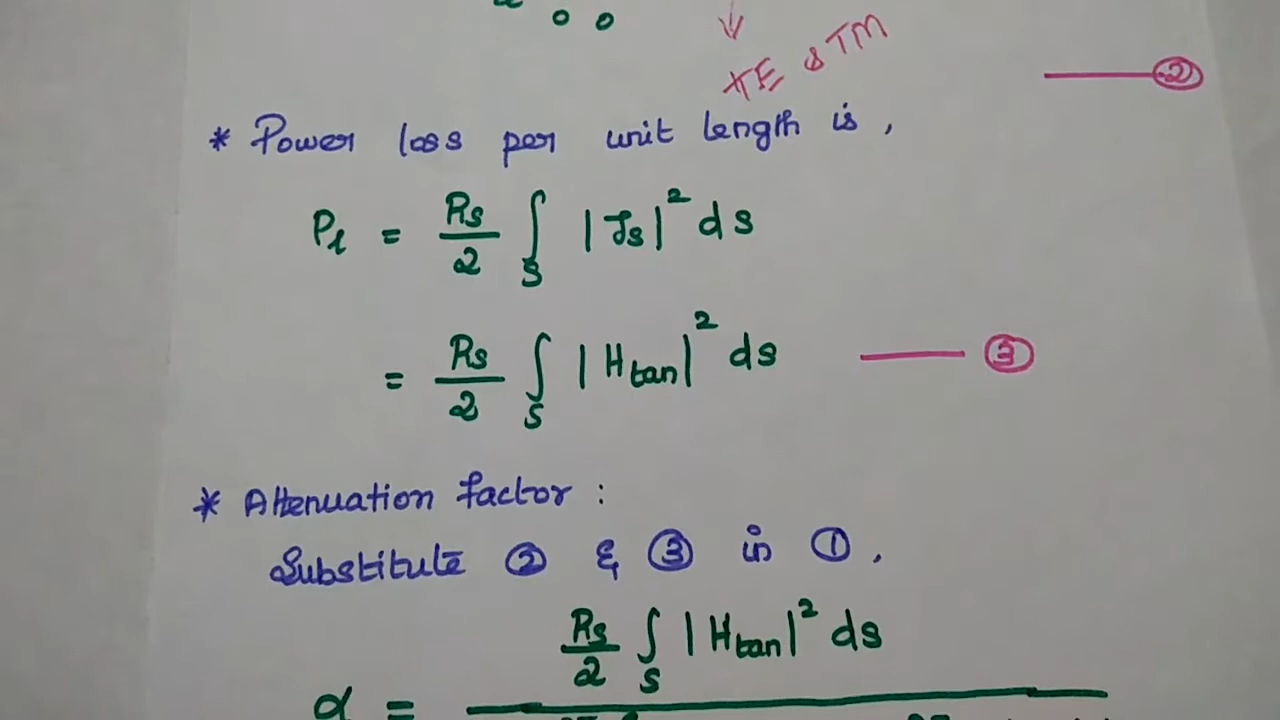 o o
↓
TE & TM
—— ②
* Power loss per unit length is ,
Pl = Rs/2 ∫S |Js|² ds
= Rs/2 ∫S |Htan|² ds —— ③
* Attenuation factor :
Substitute ② & ③ in ① ,
Rs/2 ∫S |Htan|² ds
α =